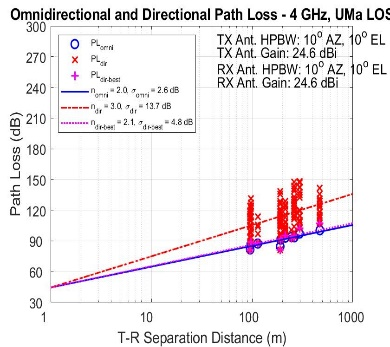 Omnidirectional and Directional Path Loss - 4 GHz, UMa LOS
TX Ant. HPBW: 10° AZ, 10° EL
TX Ant. Gain: 24.6 dBi
RX Ant. HPBW: 10° AZ, 10° EL
RX Ant. Gain: 24.6 dBi
PL_omni
PL_dir
PL_dir-best
n_omni = 2.0, σ_omni = 2.6 dB
n_dir = 3.0, σ_dir = 13.7 dB
n_dir-best = 2.1, σ_dir-best = 4.8 dB
Path Loss (dB)
300
270
240
210
180
150
120
90
60
30
1
10
100
1000
T-R Separation Distance (m)